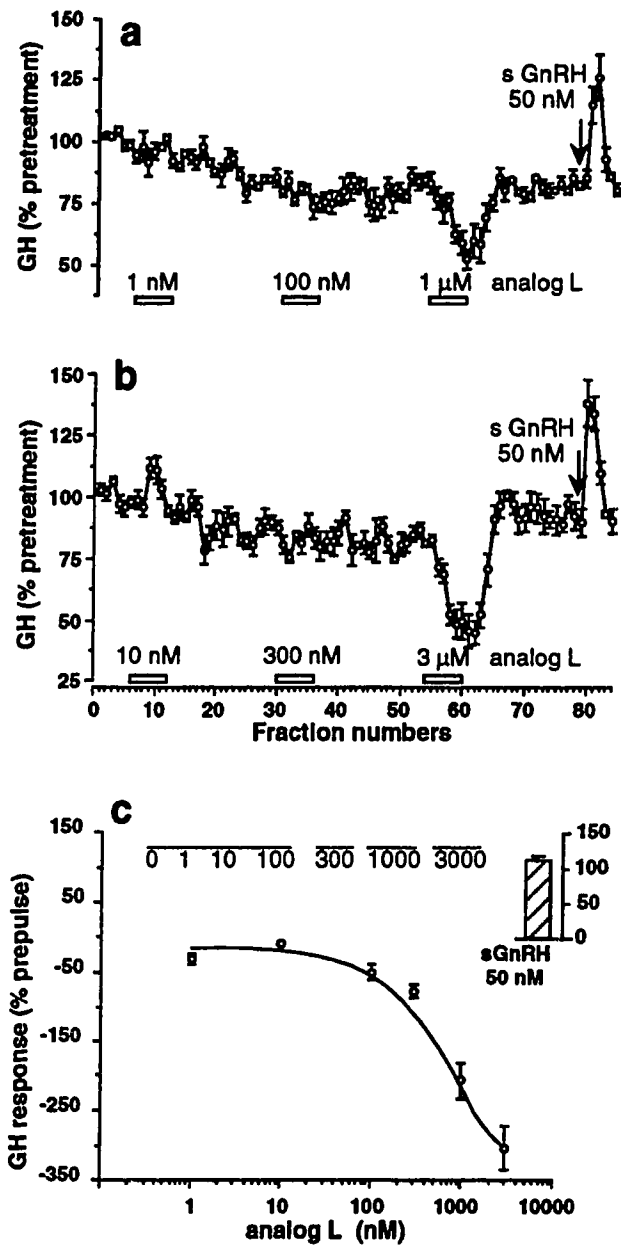 a
150
125
100
75
50
GH (% pretreatment)
s GnRH
50 nM
1 nM
100 nM
1 µM
analog L
b
150
125
100
75
50
25
GH (% pretreatment)
s GnRH
50 nM
10 nM
300 nM
3 µM
analog L
0 10 20 30 40 50 60 70 80
Fraction numbers
c
150
50
-50
-150
-250
-350
GH response (% prepulse)
0 1 10 100 300 1000 3000
150
100
50
0
sGnRH
50 nM
1 10 100 1000 10000
analog L (nM)